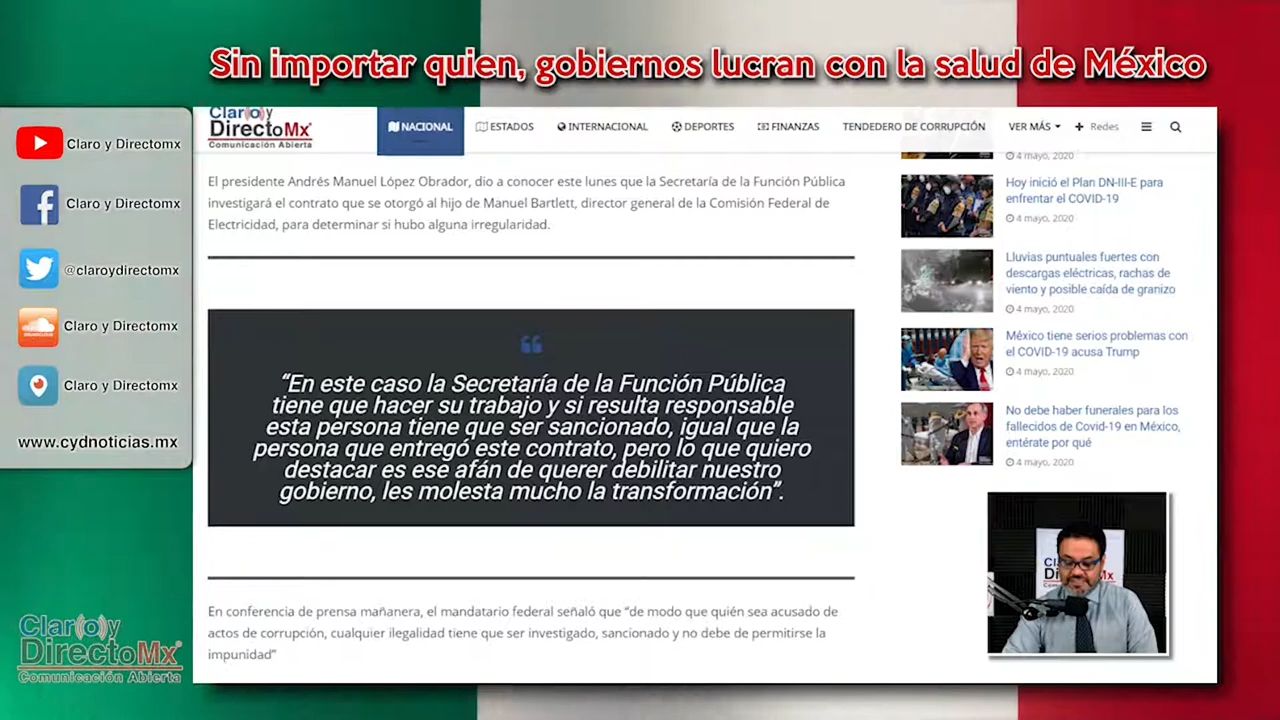 Sin importar quien, gobiernos lucran con la salud de México
Claro y Directomx
Claro y Directomx
@claroydirectomx
Claro y Directomx
Claro y Directomx
www.cydnoticias.mx
Claro y
DirectoMx
Comunicación Abierta
NACIONAL
ESTADOS
INTERNACIONAL
DEPORTES
FINANZAS
TENDEDERO DE CORRUPCIÓN
VER MÁS
Redes
El presidente Andrés Manuel López Obrador, dio a conocer este lunes que la Secretaría de la Función Pública
investigará el contrato que se otorgó al hijo de Manuel Bartlett, director general de la Comisión Federal de
Electricidad, para determinar si hubo alguna irregularidad.
“En este caso la Secretaría de la Función Pública
tiene que hacer su trabajo y si resulta responsable
esta persona tiene que ser sancionado, igual que la
persona que entregó este contrato, pero lo que quiero
destacar es ese afán de querer debilitar nuestro
gobierno, les molesta mucho la transformación”.
En conferencia de prensa mañanera, el mandatario federal señaló que “de modo que quién sea acusado de
actos de corrupción, cualquier ilegalidad tiene que ser investigado, sancionado y no debe de permitirse la
impunidad”
4 mayo, 2020
Hoy inició el Plan DN-III-E para
enfrentar el COVID-19
4 mayo, 2020
Lluvias puntuales fuertes con
descargas eléctricas, rachas de
viento y posible caída de granizo
4 mayo, 2020
México tiene serios problemas con
el COVID-19 acusa Trump
4 mayo, 2020
No debe haber funerales para los
fallecidos de Covid-19 en México,
entérate por qué
4 mayo, 2020
Claro y
DirectoMx
Comunicación Abierta